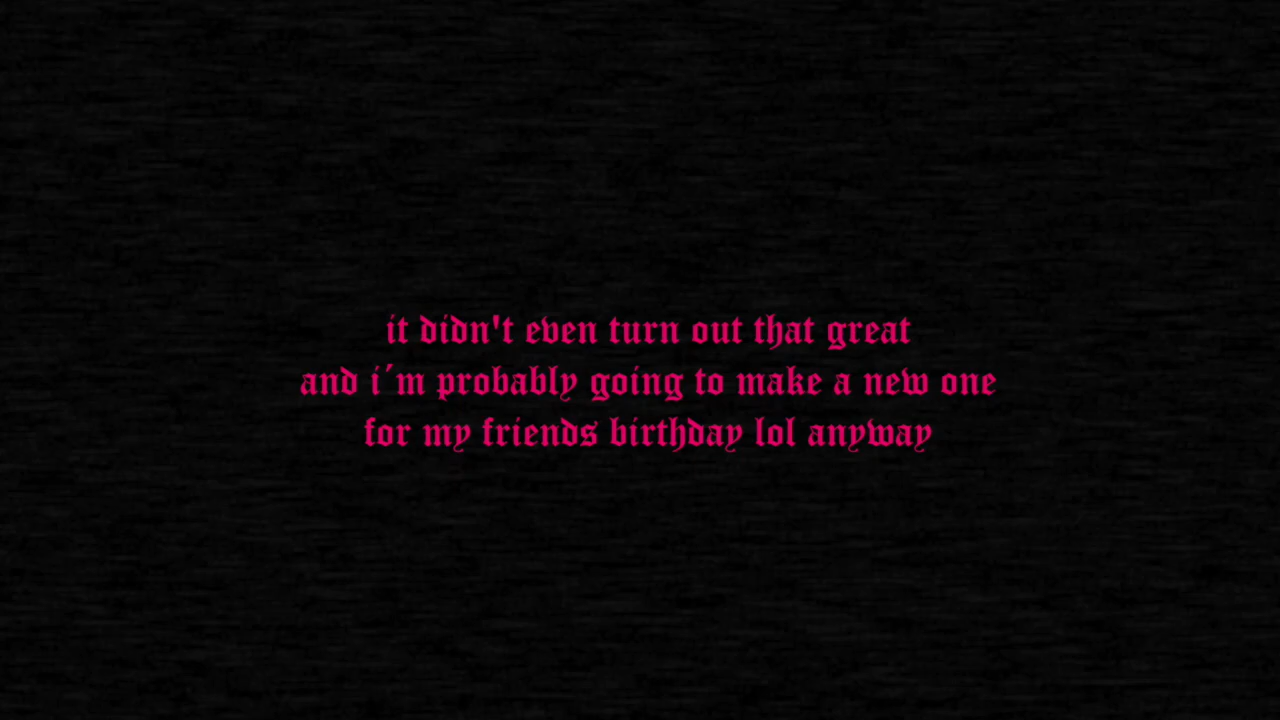 it didn't even turn out that great
and i´m probably going to make a new one
for my friends birthday lol anyway